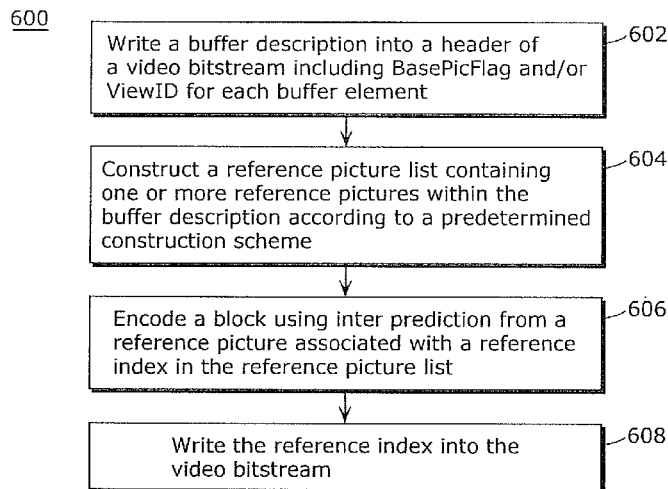 600
Write a buffer description into a header of
a video bitstream including BasePicFlag and/or
ViewID for each buffer element
602
Construct a reference picture list containing
one or more reference pictures within the
buffer description according to a predetermined
construction scheme
604
Encode a block using inter prediction from a
reference picture associated with a reference
index in the reference picture list
606
Write the reference index into the
video bitstream
608